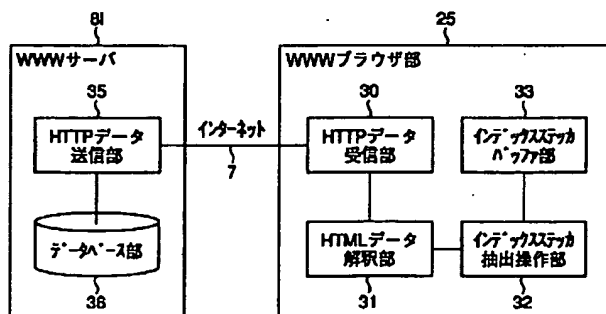 81
WWWサーバ
35
HTTPデータ
送信部
データベース部
36
インターネット
7
25
WWWブラウザ部
30
HTTPデータ
受信部
33
インデックスステッカ
バッファ部
HTMLデータ
解釈部
31
インデックスステッカ
抽出操作部
32